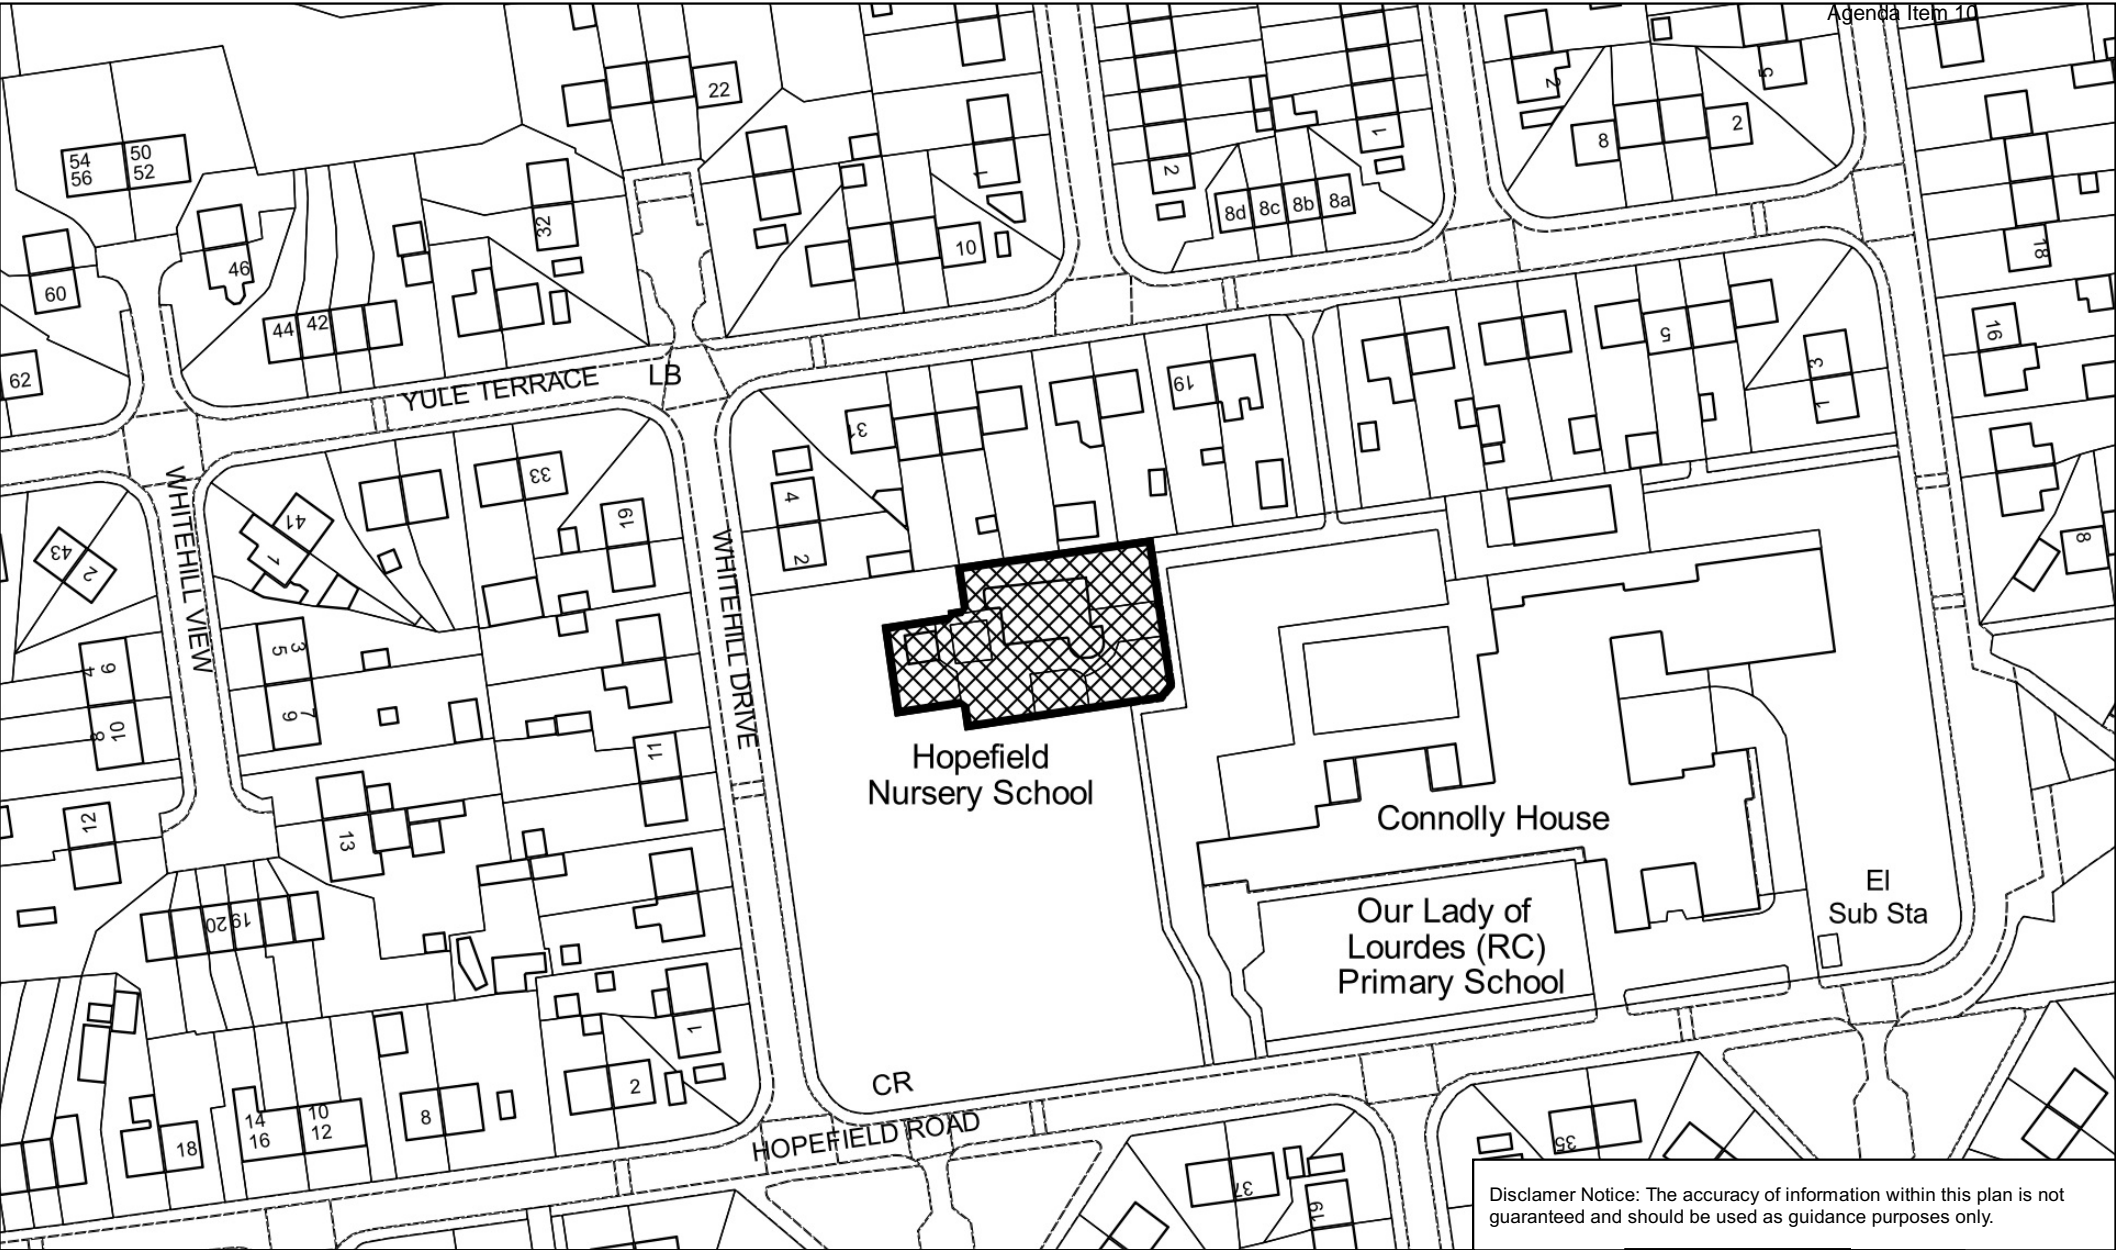 Agenda Item 10
22
54
56
50
52
46
32
60
62
44
42
10
1
2
8d
8c
8b
8a
1
2
5
8
2
18
16
YULE TERRACE
LB
31
19
5
3
1
33
41
1
43
2
19
4
2
8
WHITEHILL VIEW
WHITEHILL DRIVE
4
6
8
10
3
5
7
9
11
12
13
20
19
Hopefield
Nursery School
Connolly House
El
Sub Sta
Our Lady of
Lourdes (RC)
Primary School
1
2
8
10
12
14
16
18
CR
HOPEFIELD ROAD
37
19
35
Disclamer Notice: The accuracy of information within this plan is not
guaranteed and should be used as guidance purposes only.